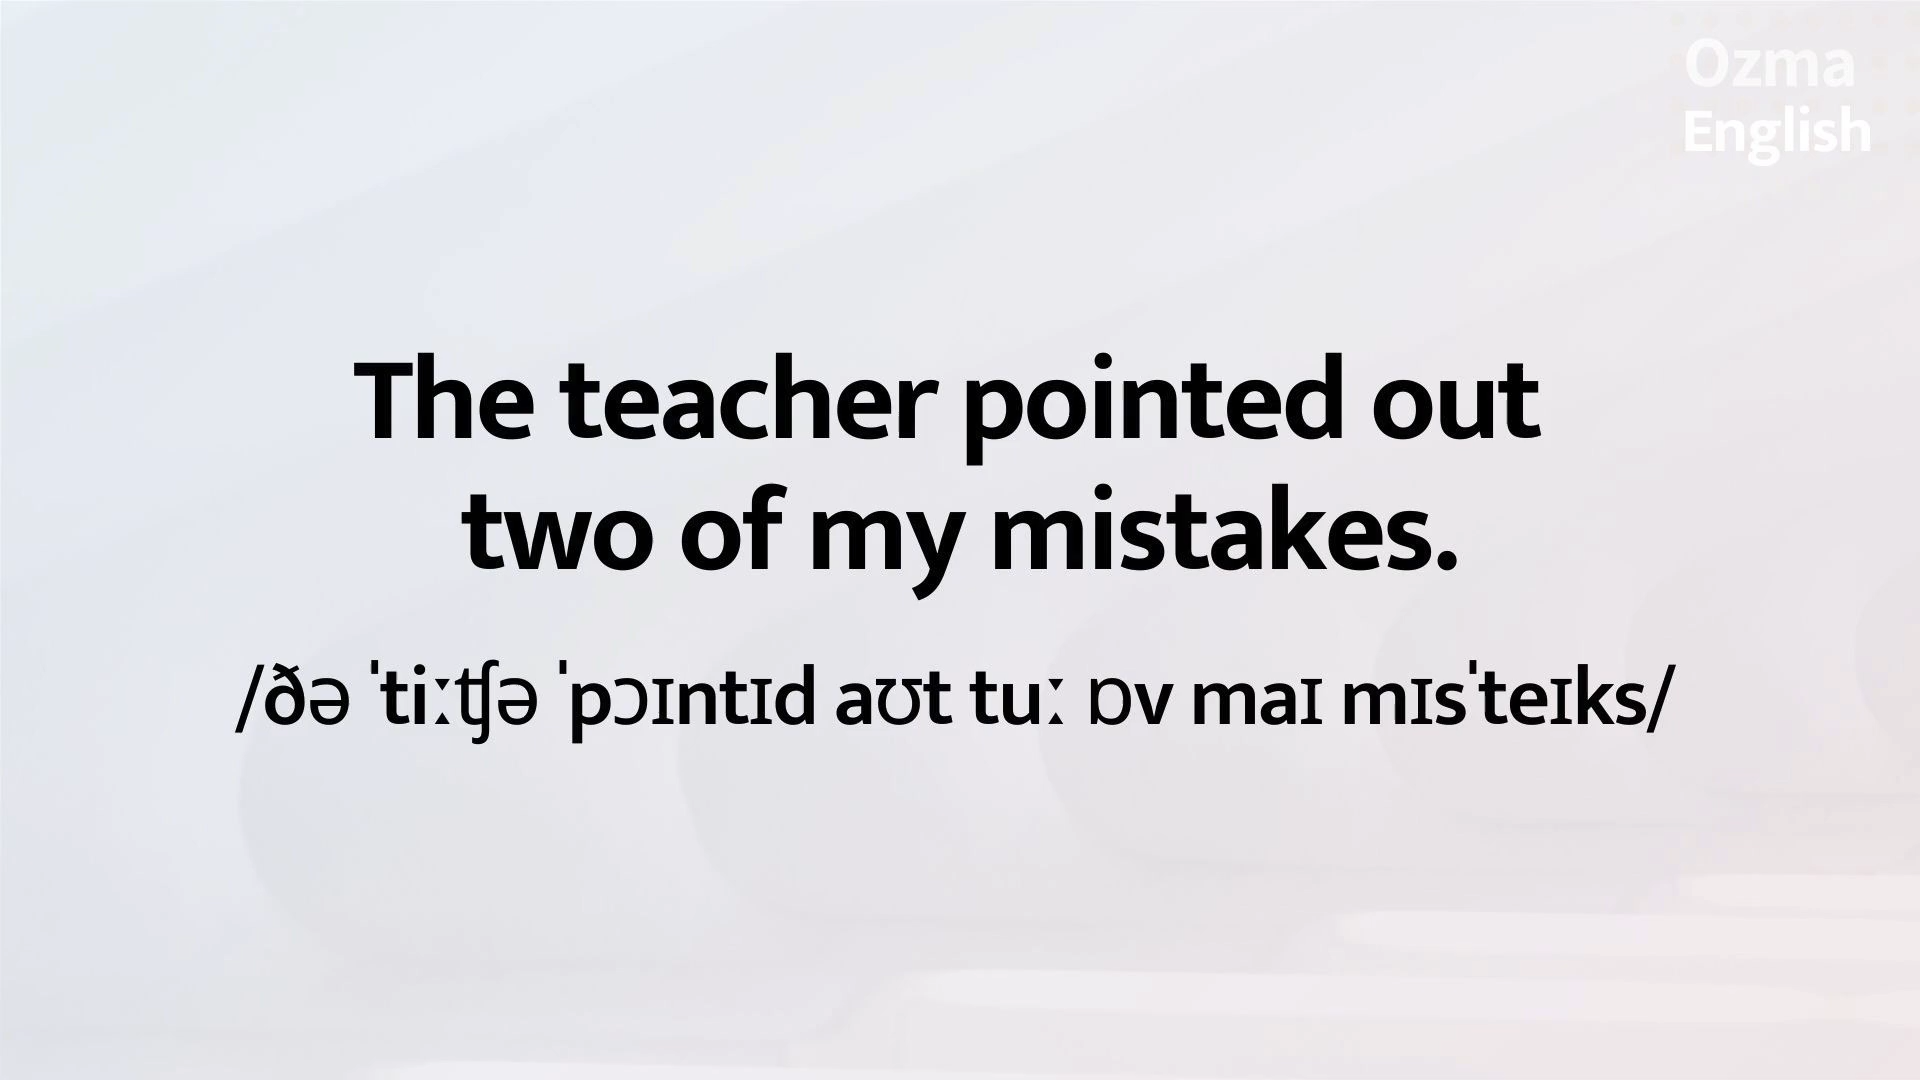 Ozma
English
The teacher pointed out
two of my mistakes.
/ðə ˈtiːʧə ˈpɔɪntɪd aʊt tuː ɒv maɪ mɪsˈteɪks/